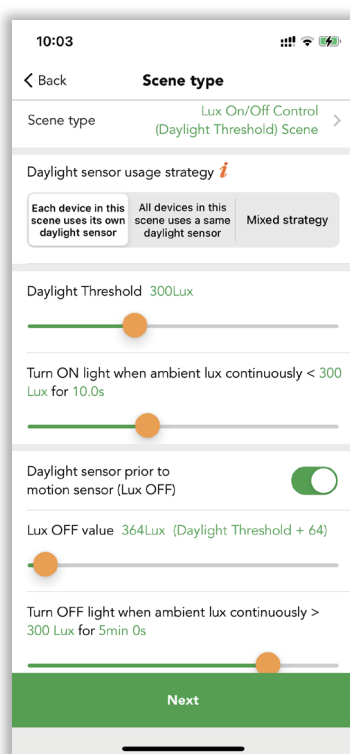 10:03
Back
Scene type
Scene type
Lux On/Off Control
(Daylight Threshold) Scene
Daylight sensor usage strategy i
Each device in this
scene uses its own
daylight sensor
All devices in this
scene uses a same
daylight sensor
Mixed strategy
Daylight Threshold 300Lux
Turn ON light when ambient lux continuously < 300
Lux for 10.0s
Daylight sensor prior to
motion sensor (Lux OFF)
Lux OFF value 364Lux (Daylight Threshold + 64)
Turn OFF light when ambient lux continuously >
300 Lux for 5min 0s
Next